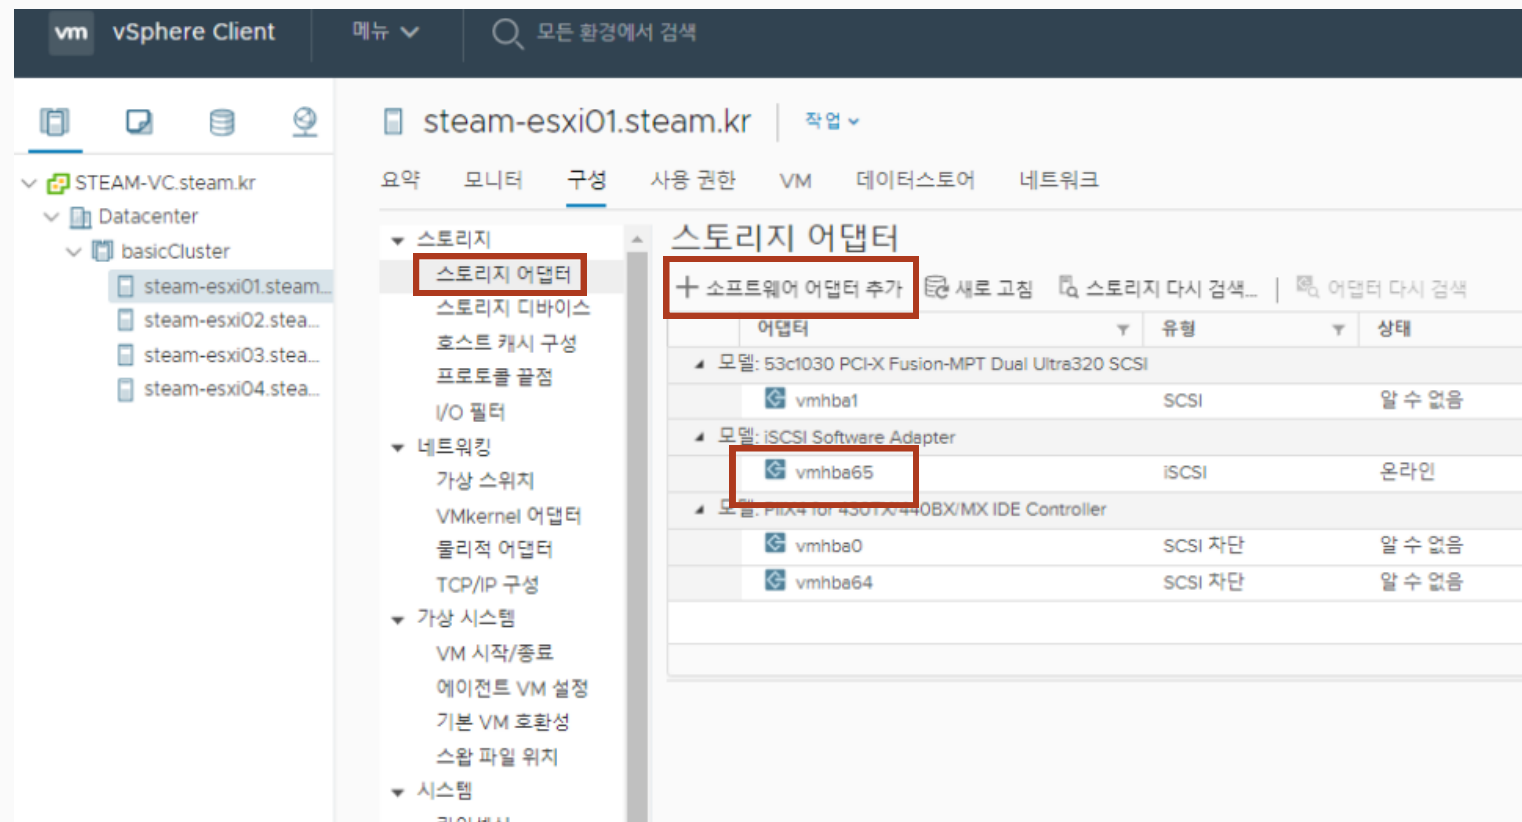 vm vSphere Client 메뉴 모든 환경에서 검색
steam-esxi01.steam.kr 작업
요약 모니터 구성 사용 권한 VM 데이터스토어 네트워크
STEAM-VC.steam.kr
Datacenter
basicCluster
steam-esxi01.steam...
steam-esxi02.stea...
steam-esxi03.stea...
steam-esxi04.stea...
스토리지
스토리지 어댑터
스토리지 디바이스
호스트 캐시 구성
프로토콜 끝점
I/O 필터
네트워킹
가상 스위치
VMkernel 어댑터
물리적 어댑터
TCP/IP 구성
가상 시스템
VM 시작/종료
에이전트 VM 설정
기본 VM 호환성
스왑 파일 위치
시스템
스토리지 어댑터
+ 소프트웨어 어댑터 추가 새로 고침 스토리지 다시 검색... | 어댑터 다시 검색
어댑터 유형 상태
모델: 53c1030 PCI-X Fusion-MPT Dual Ultra320 SCSI
vmhba1 SCSI 알 수 없음
모델: iSCSI Software Adapter
vmhba65 iSCSI 온라인
모델: PIIX4 for 430TX/440BX/MX IDE Controller
vmhba0 SCSI 차단 알 수 없음
vmhba64 SCSI 차단 알 수 없음